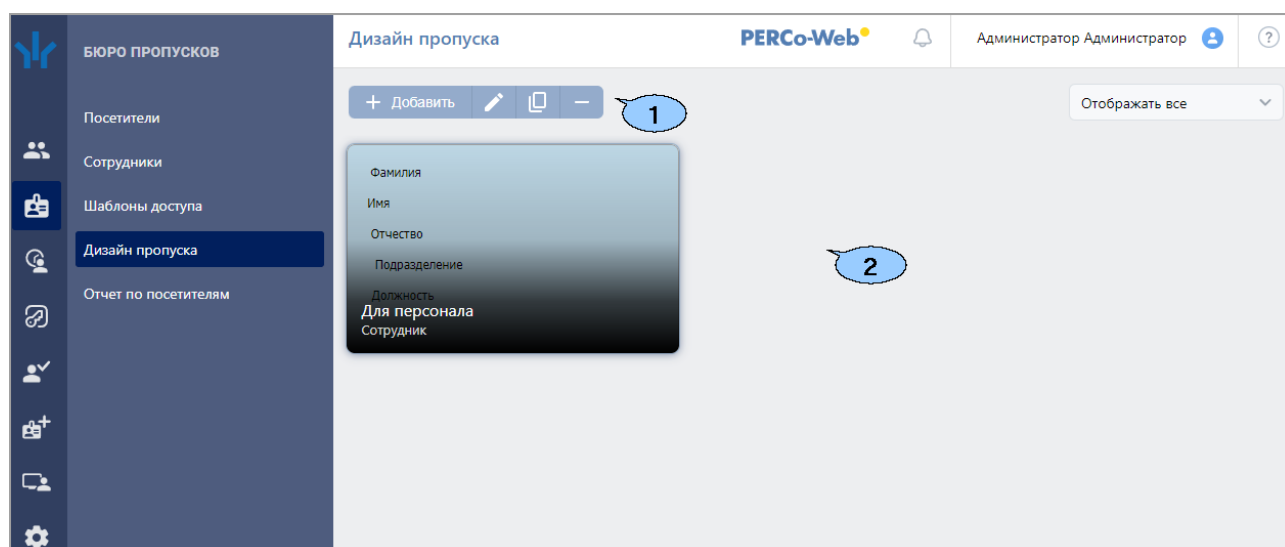 БЮРО ПРОПУСКОВ
Посетители
Сотрудники
Шаблоны доступа
Дизайн пропуска
Отчет по посетителям
Дизайн пропуска
PERCo-Web
Администратор Администратор
?
+ Добавить
1
Отображать все
Фамилия
Имя
Отчество
Подразделение
Должность
Для персонала
Сотрудник
2